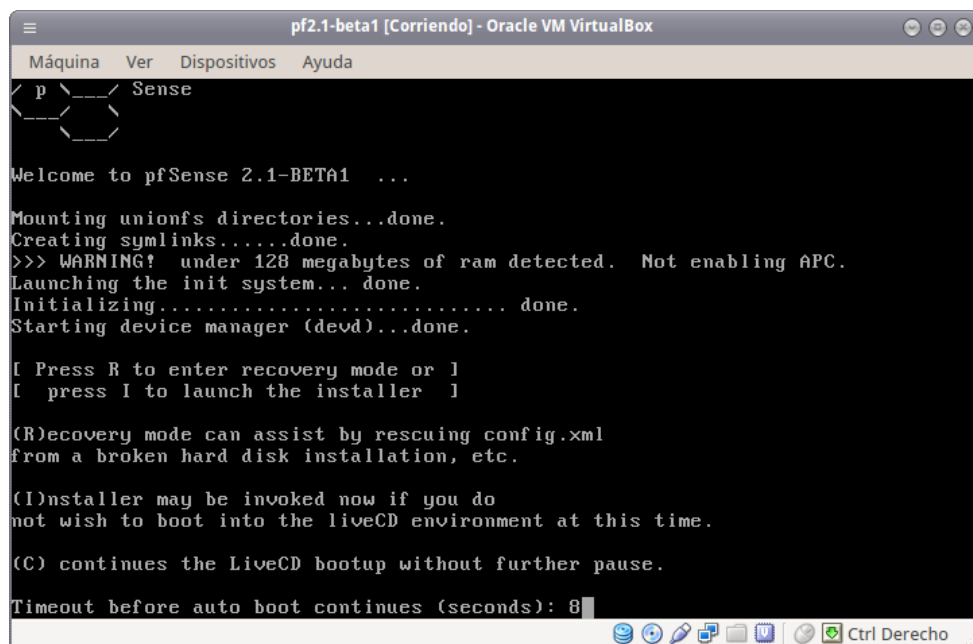 pf2.1-beta1 [Corriendo] - Oracle VM VirtualBox
Máquina Ver Dispositivos Ayuda
/ p \___/ Sense
\___/   \
    \___/
Welcome to pfSense 2.1-BETA1  ...
Mounting unionfs directories...done.
Creating symlinks......done.
>>> WARNING!  under 128 megabytes of ram detected.  Not enabling APC.
Launching the init system... done.
Initializing............................... done.
Starting device manager (devd)...done.
[ Press R to enter recovery mode or ]
[  press I to launch the installer  ]
(R)ecovery mode can assist by rescuing config.xml
from a broken hard disk installation, etc.
(I)nstaller may be invoked now if you do
not wish to boot into the liveCD environment at this time.
(C) continues the LiveCD bootup without further pause.
Timeout before auto boot continues (seconds): 8
Ctrl Derecho